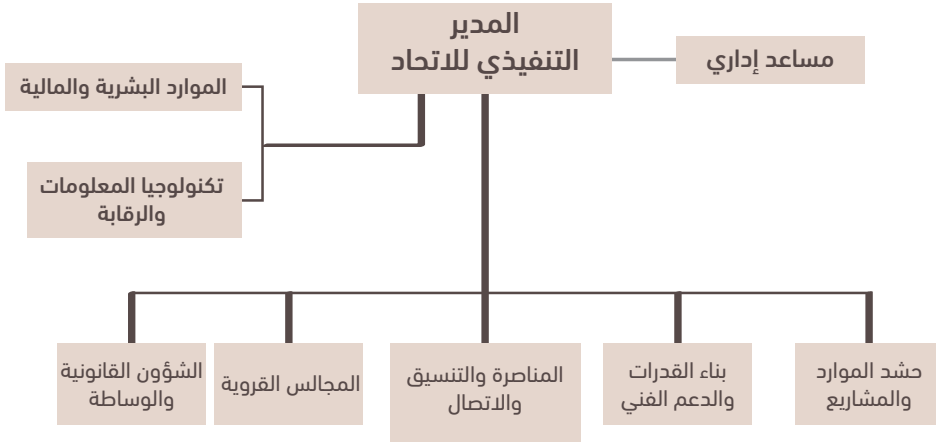 المدير
التنفيذي للاتحاد
مساعد إداري
الموارد البشرية والمالية
تكنولوجيا المعلومات
والرقابة
حشد الموارد
والمشاريع
بناء القدرات
والدعم الفني
المناصرة والتنسيق
والاتصال
المجالس القروية
الشؤون القانونية
والوساطة